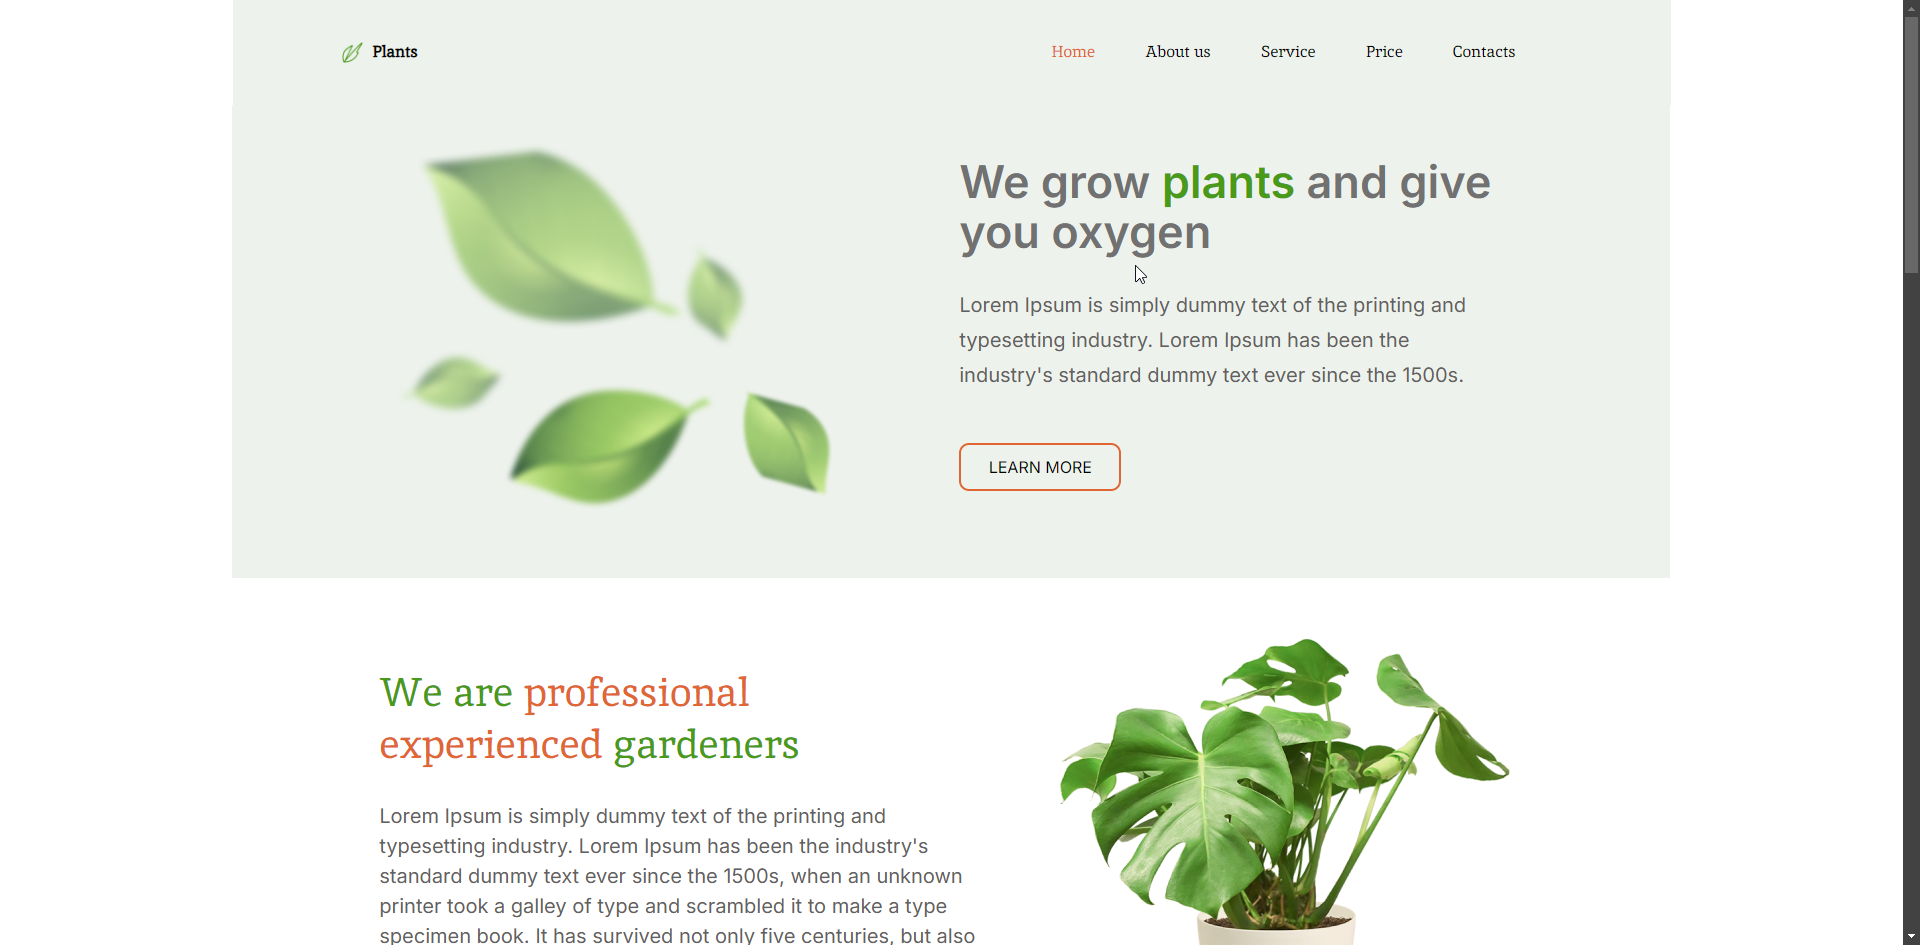 Plants
Home About us Service Price Contacts
We grow plants and give
you oxygen
Lorem Ipsum is simply dummy text of the printing and
typesetting industry. Lorem Ipsum has been the
industry's standard dummy text ever since the 1500s.
LEARN MORE
We are professional
experienced gardeners
Lorem Ipsum is simply dummy text of the printing and
typesetting industry. Lorem Ipsum has been the industry's
standard dummy text ever since the 1500s, when an unknown
printer took a galley of type and scrambled it to make a type
specimen book. It has survived not only five centuries, but also